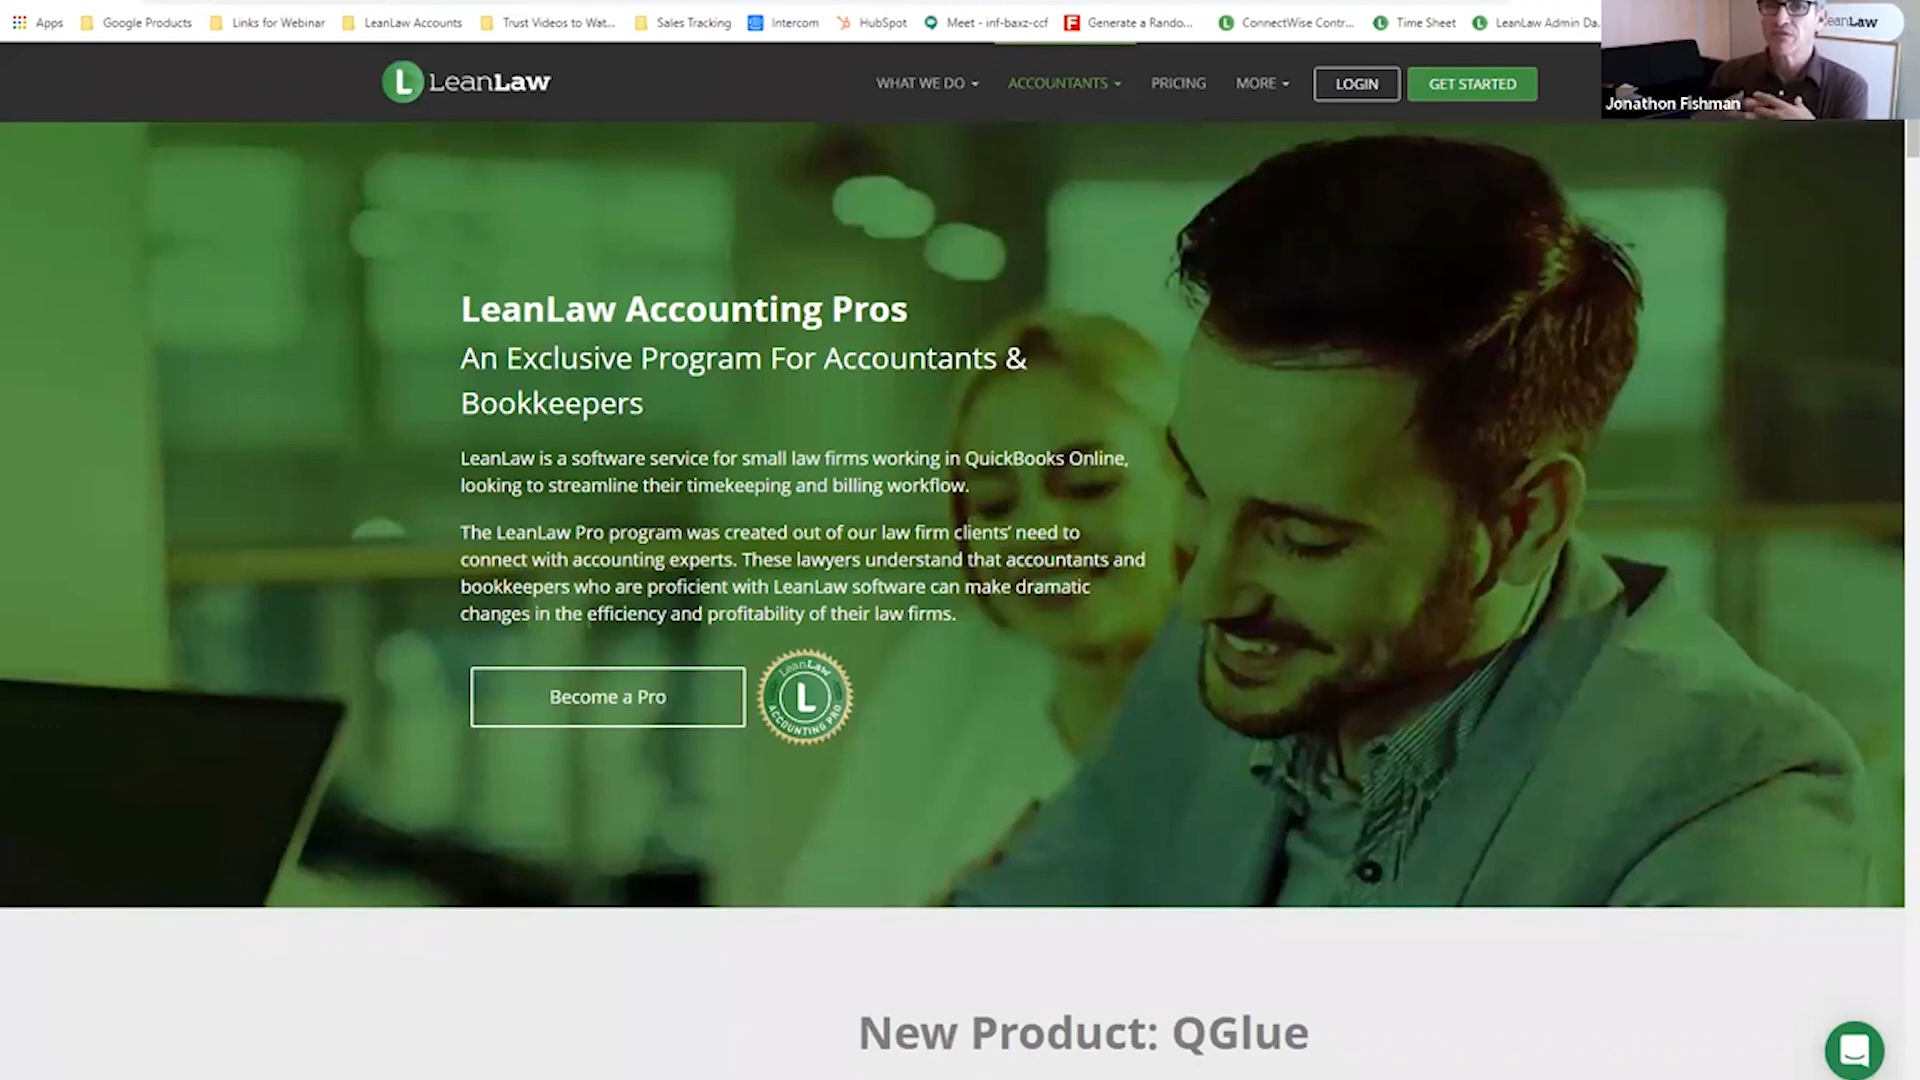 Apps Google Products Links for Webinar LeanLaw Accounts Trust Videos to Wat... Sales Tracking Intercom HubSpot Meet - inf-baxz-ccf Generate a Rando... ConnectWise Contr... Time Sheet LeanLaw Admin Da...
LeanLaw
LeanLaw
WHAT WE DO ACCOUNTANTS PRICING MORE LOGIN GET STARTED
Jonathon Fishman
LeanLaw Accounting Pros
An Exclusive Program For Accountants &
Bookkeepers
LeanLaw is a software service for small law firms working in QuickBooks Online,
looking to streamline their timekeeping and billing workflow.
The LeanLaw Pro program was created out of our law firm clients’ need to
connect with accounting experts. These lawyers understand that accountants and
bookkeepers who are proficient with LeanLaw software can make dramatic
changes in the efficiency and profitability of their law firms.
Become a Pro
LeanLaw
L
ACCOUNTING PRO
New Product: QGlue